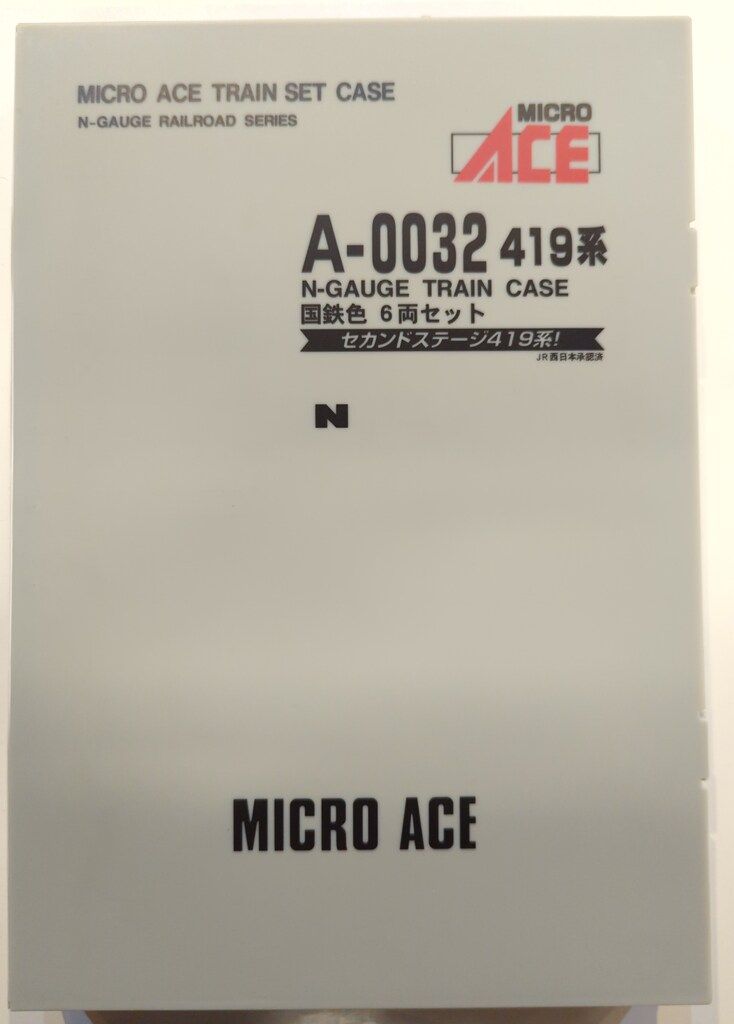 MICRO ACE TRAIN SET CASE
N-GAUGE RAILROAD SERIES
MICRO
ACE
A-0032 419系
N-GAUGE TRAIN CASE
国鉄色 6両セット
セカンドステージ419系!
JR西日本承認済
N
MICRO ACE